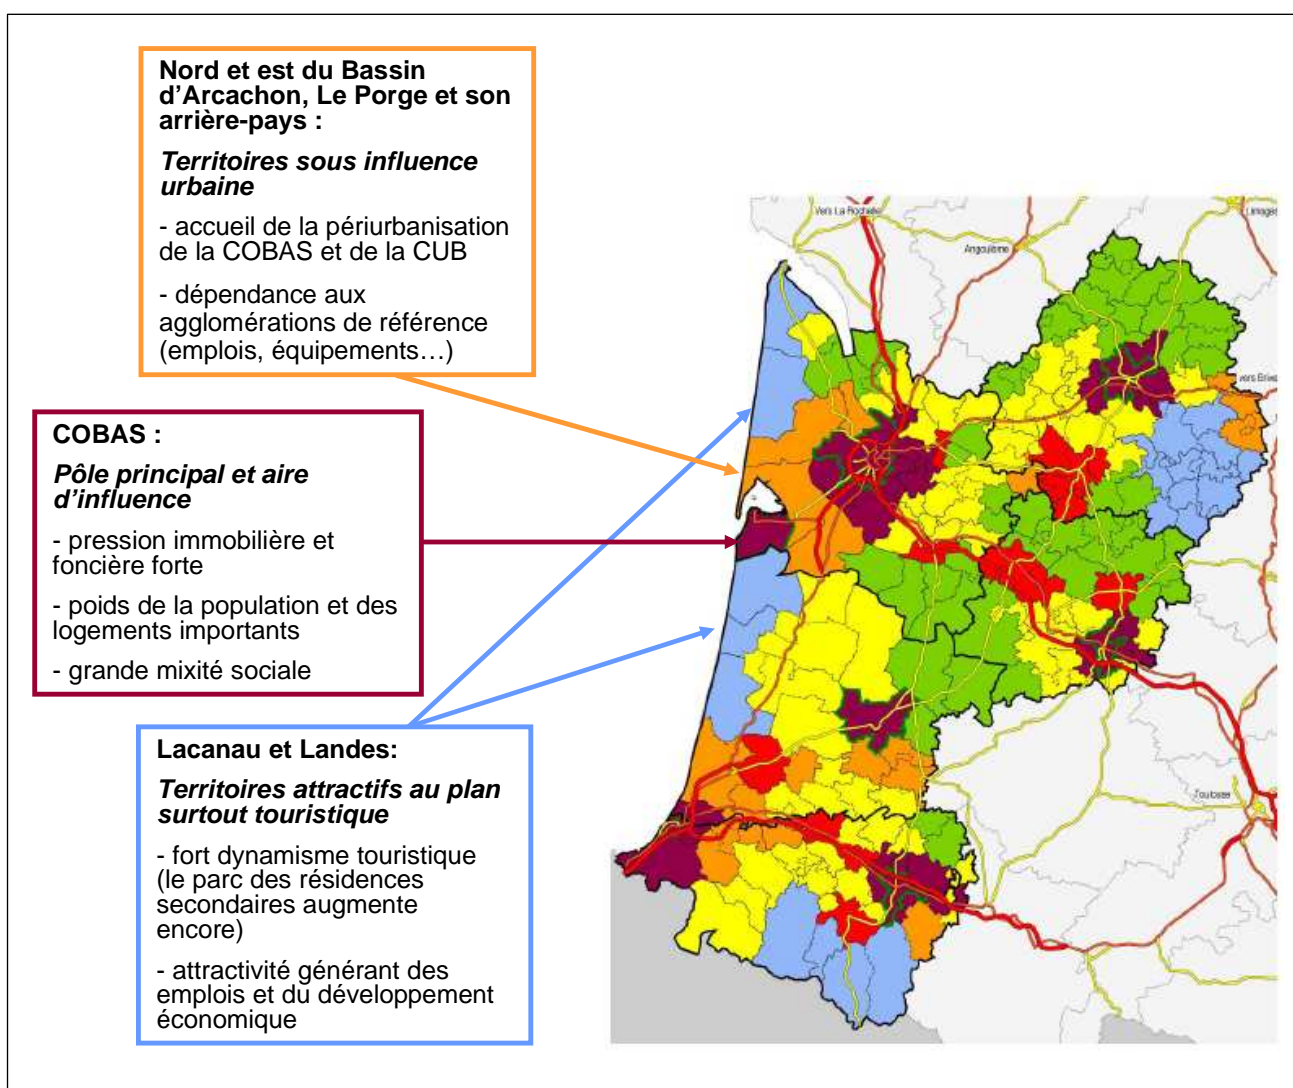 Nord et est du Bassin
d’Arcachon, Le Porge et son
arrière-pays :
Territoires sous influence
urbaine
- accueil de la périurbanisation
de la COBAS et de la CUB
- dépendance aux
agglomérations de référence
(emplois, équipements…)
COBAS :
Pôle principal et aire
d’influence
- pression immobilière et
foncière forte
- poids de la population et des
logements importants
- grande mixité sociale
Lacanau et Landes:
Territoires attractifs au plan
surtout touristique
- fort dynamisme touristique
(le parc des résidences
secondaires augmente
encore)
- attractivité générant des
emplois et du développement
économique
Vers La Rochelle
Limoges
Angoulême
vers Brive
Toulouse